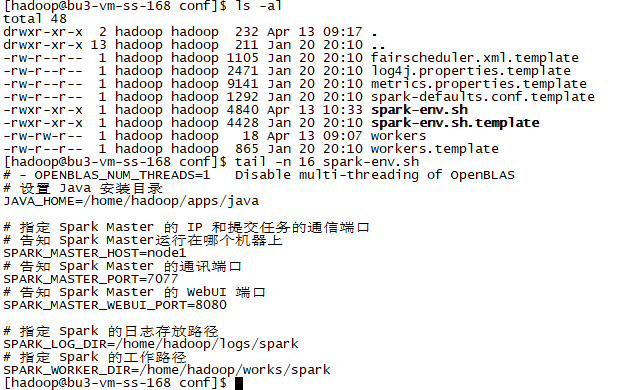 [hadoop@bu3-vm-ss-168 conf]$ ls -al
total 48
drwxr-xr-x  2 hadoop hadoop  232 Apr 13 09:17 .
drwxr-xr-x 13 hadoop hadoop  211 Jan 20 20:10 ..
-rw-r--r--  1 hadoop hadoop 1105 Jan 20 20:10 fairscheduler.xml.template
-rw-r--r--  1 hadoop hadoop 2471 Jan 20 20:10 log4j.properties.template
-rw-r--r--  1 hadoop hadoop 9141 Jan 20 20:10 metrics.properties.template
-rw-r--r--  1 hadoop hadoop 1292 Jan 20 20:10 spark-defaults.conf.template
-rwxr-xr-x  1 hadoop hadoop 4840 Apr 13 10:33 spark-env.sh
-rwxr-xr-x  1 hadoop hadoop 4428 Jan 20 20:10 spark-env.sh.template
-rw-rw-r--  1 hadoop hadoop   18 Apr 13 09:07 workers
-rw-r--r--  1 hadoop hadoop  865 Jan 20 20:10 workers.template
[hadoop@bu3-vm-ss-168 conf]$ tail -n 16 spark-env.sh
# - OPENBLAS_NUM_THREADS=1   Disable multi-threading of OpenBLAS
# 设置 Java 安装目录
JAVA_HOME=/home/hadoop/apps/java

# 指定 Spark Master 的 IP 和提交任务的通信端口
# 告知 Spark Master运行在哪个机器上
SPARK_MASTER_HOST=node1
# 告知 Spark Master 的通讯端口
SPARK_MASTER_PORT=7077
# 告知 Spark Master 的 WebUI 端口
SPARK_MASTER_WEBUI_PORT=8080

# 指定 Spark 的日志存放路径
SPARK_LOG_DIR=/home/hadoop/logs/spark
# 指定 Spark 的工作路径
SPARK_WORKER_DIR=/home/hadoop/works/spark
[hadoop@bu3-vm-ss-168 conf]$